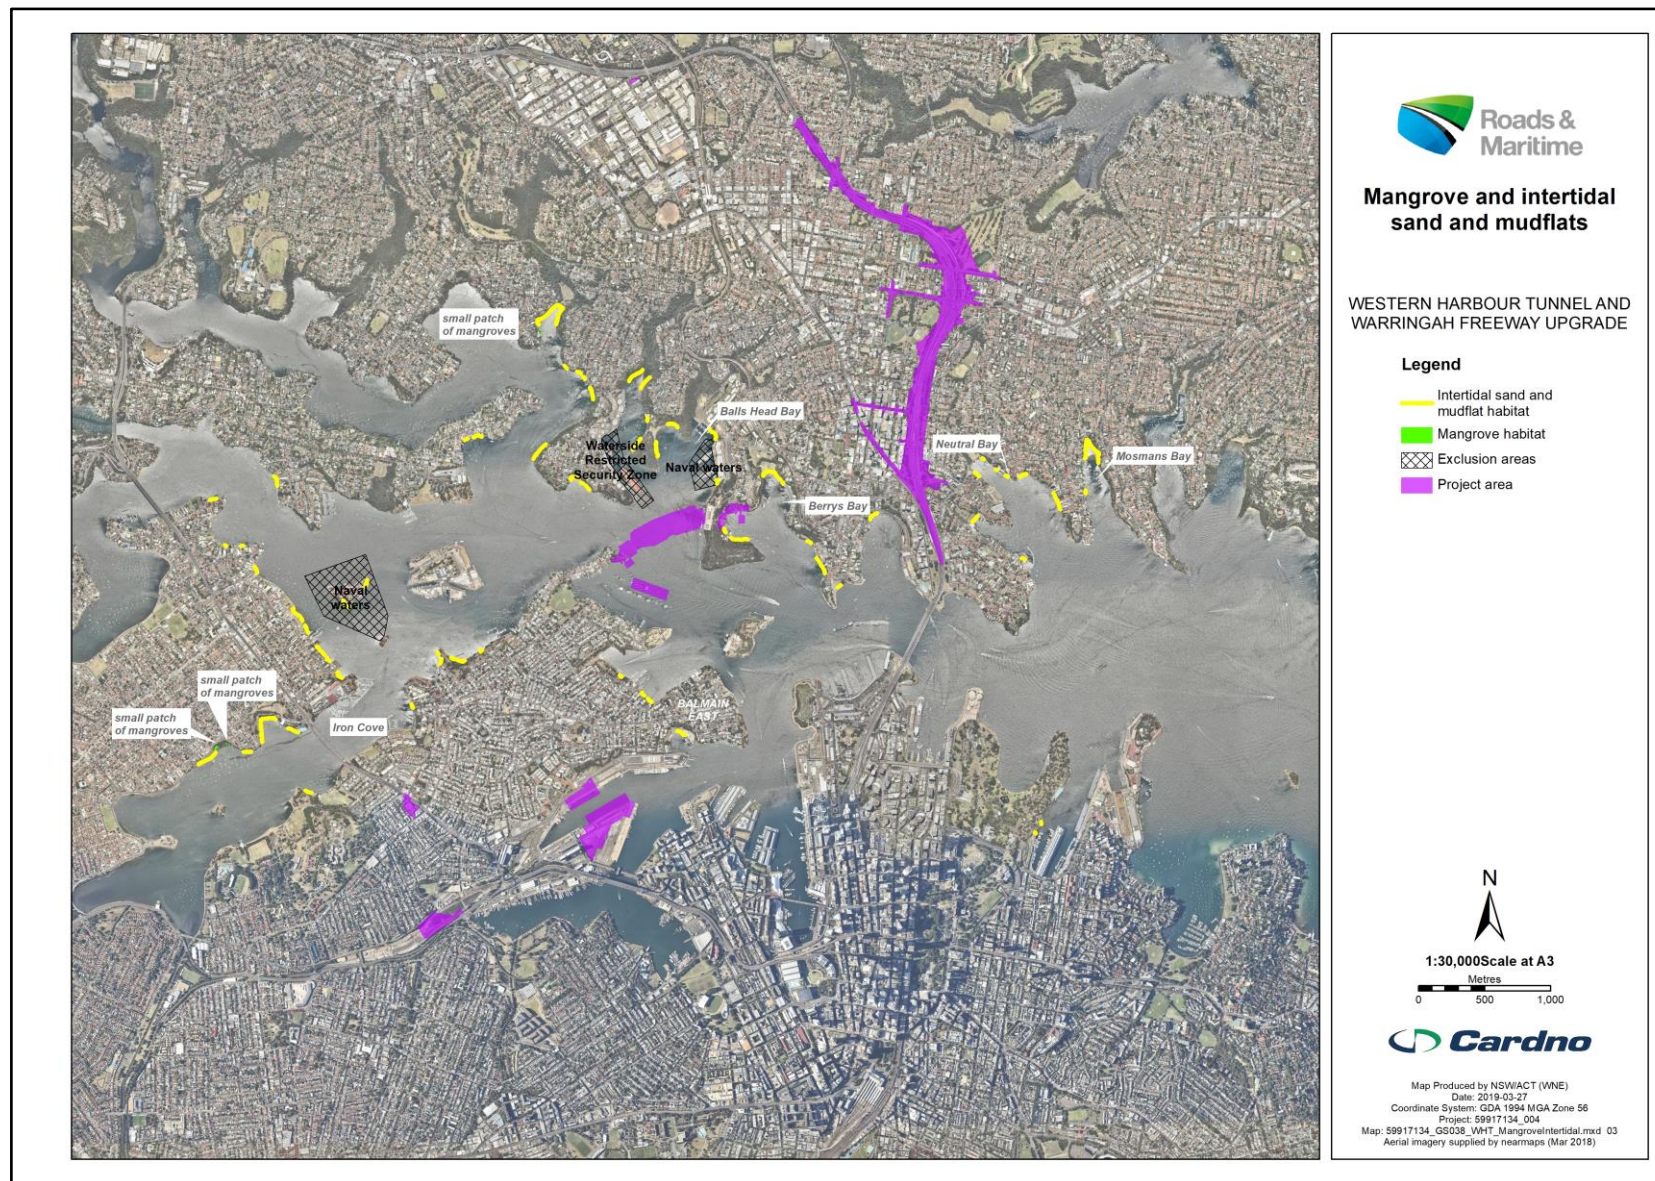 small patch
of mangroves
Balls Head Bay
Waterside
Restricted
Security Zone
Naval waters
Neutral Bay
Mosmans Bay
Berrys Bay
Naval
waters
small patch
of mangroves
small patch
of mangroves
Iron Cove
BALMAIN
EAST
Roads &
Maritime
Mangrove and intertidal
sand and mudflats
WESTERN HARBOUR TUNNEL AND
WARRINGAH FREEWAY UPGRADE
Legend
Intertidal sand and
mudflat habitat
Mangrove habitat
Exclusion areas
Project area
N
1:30,000Scale at A3
Metres
0 500 1,000
Cardno
Map Produced by NSW/ACT (WNE)
Date: 2019-03-27
Coordinate System: GDA 1994 MGA Zone 56
Project: 59917134_004
Map: 59917134_GS038_WHT_MangroveIntertidal.mxd 03
Aerial imagery supplied by nearmaps (Mar 2018)